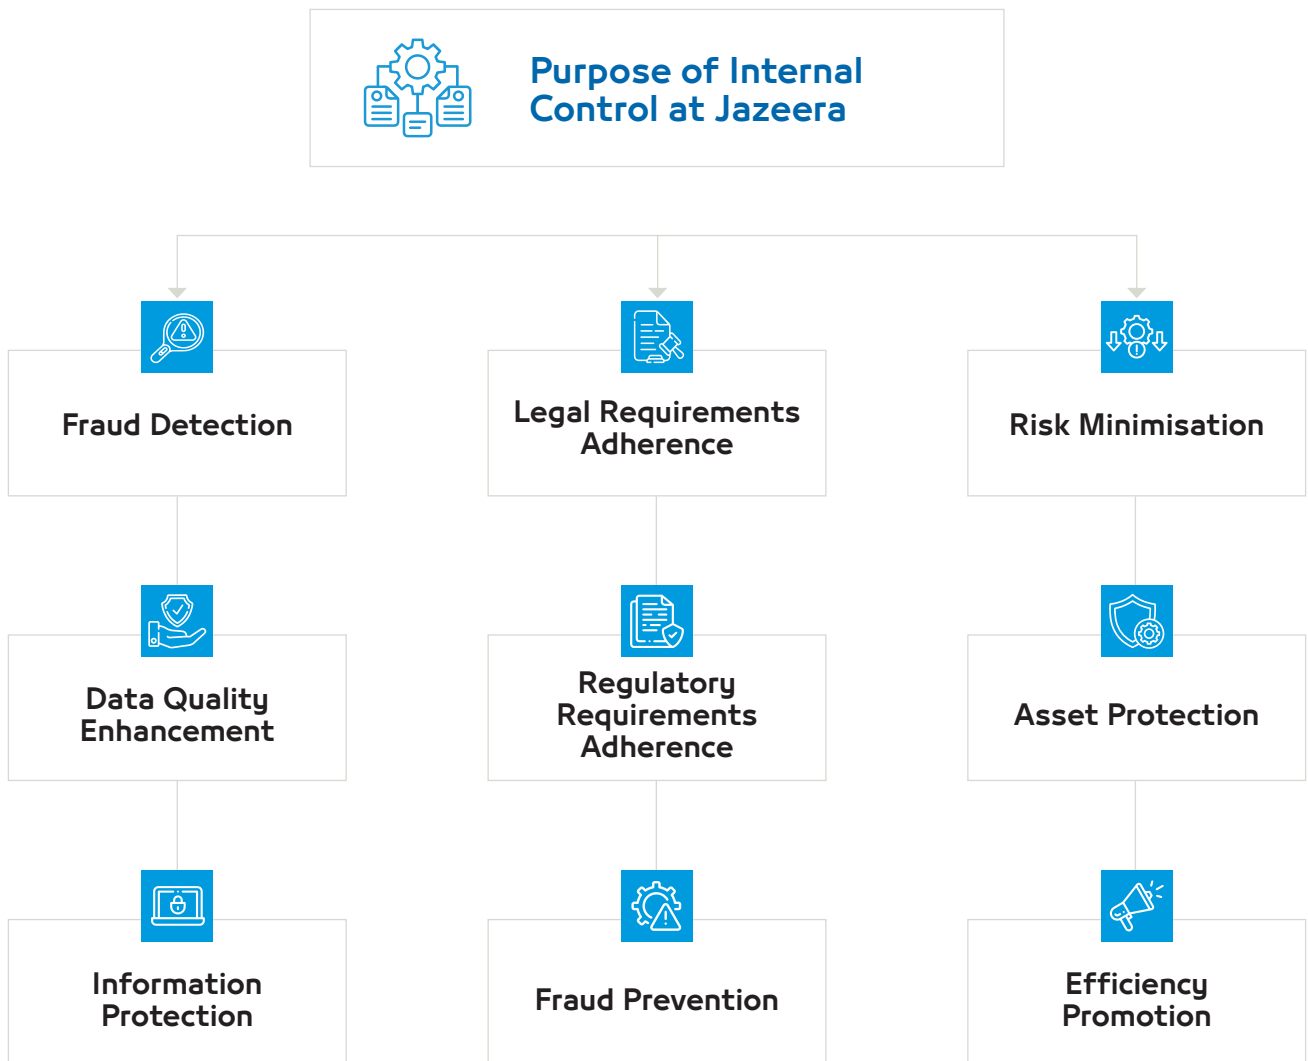 Purpose of Internal
Control at Jazeera
Fraud Detection
Legal Requirements
Adherence
Risk Minimisation
Data Quality
Enhancement
Regulatory
Requirements
Adherence
Asset Protection
Information
Protection
Fraud Prevention
Efficiency
Promotion